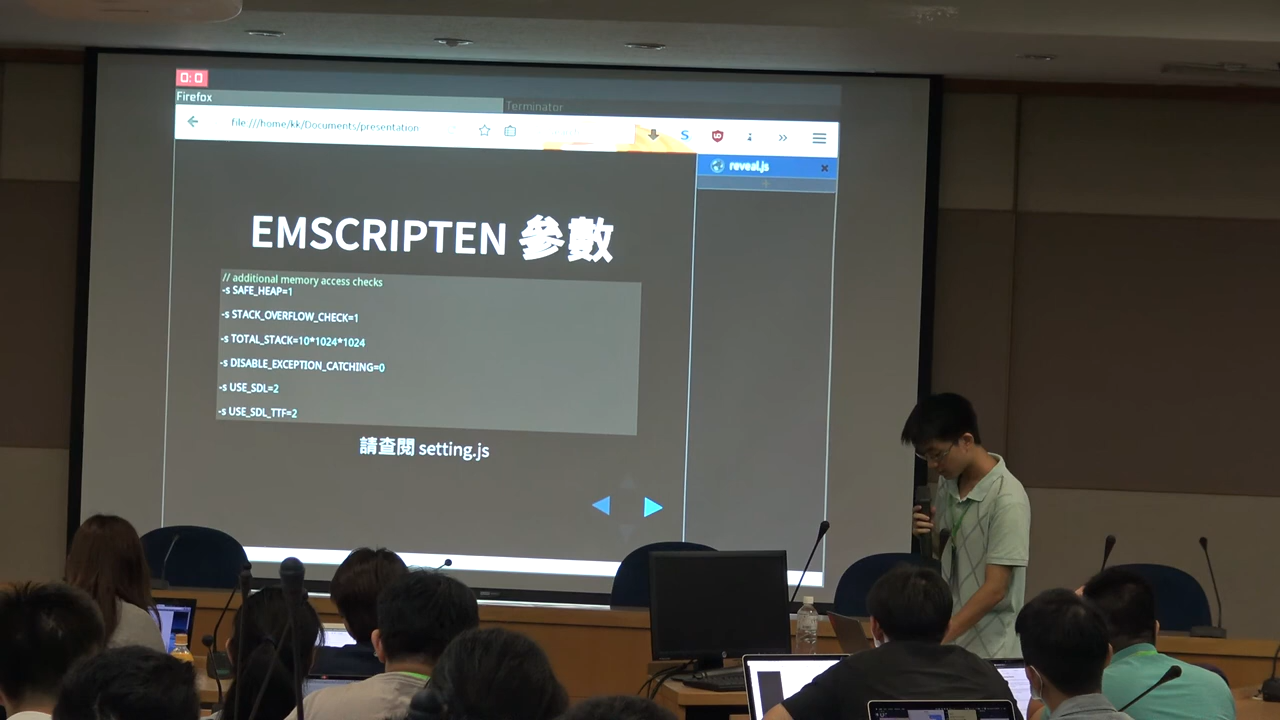 0: 0
Firefox
Terminator
file:///home/kk/Documents/presentation
S
reveal.js
EMSCRIPTEN 參數
// additional memory access checks
-s SAFE_HEAP=1
-s STACK_OVERFLOW_CHECK=1
-s TOTAL_STACK=10*1024*1024
-s DISABLE_EXCEPTION_CATCHING=0
-s USE_SDL=2
-s USE_SDL_TTF=2
請查閱 setting.js